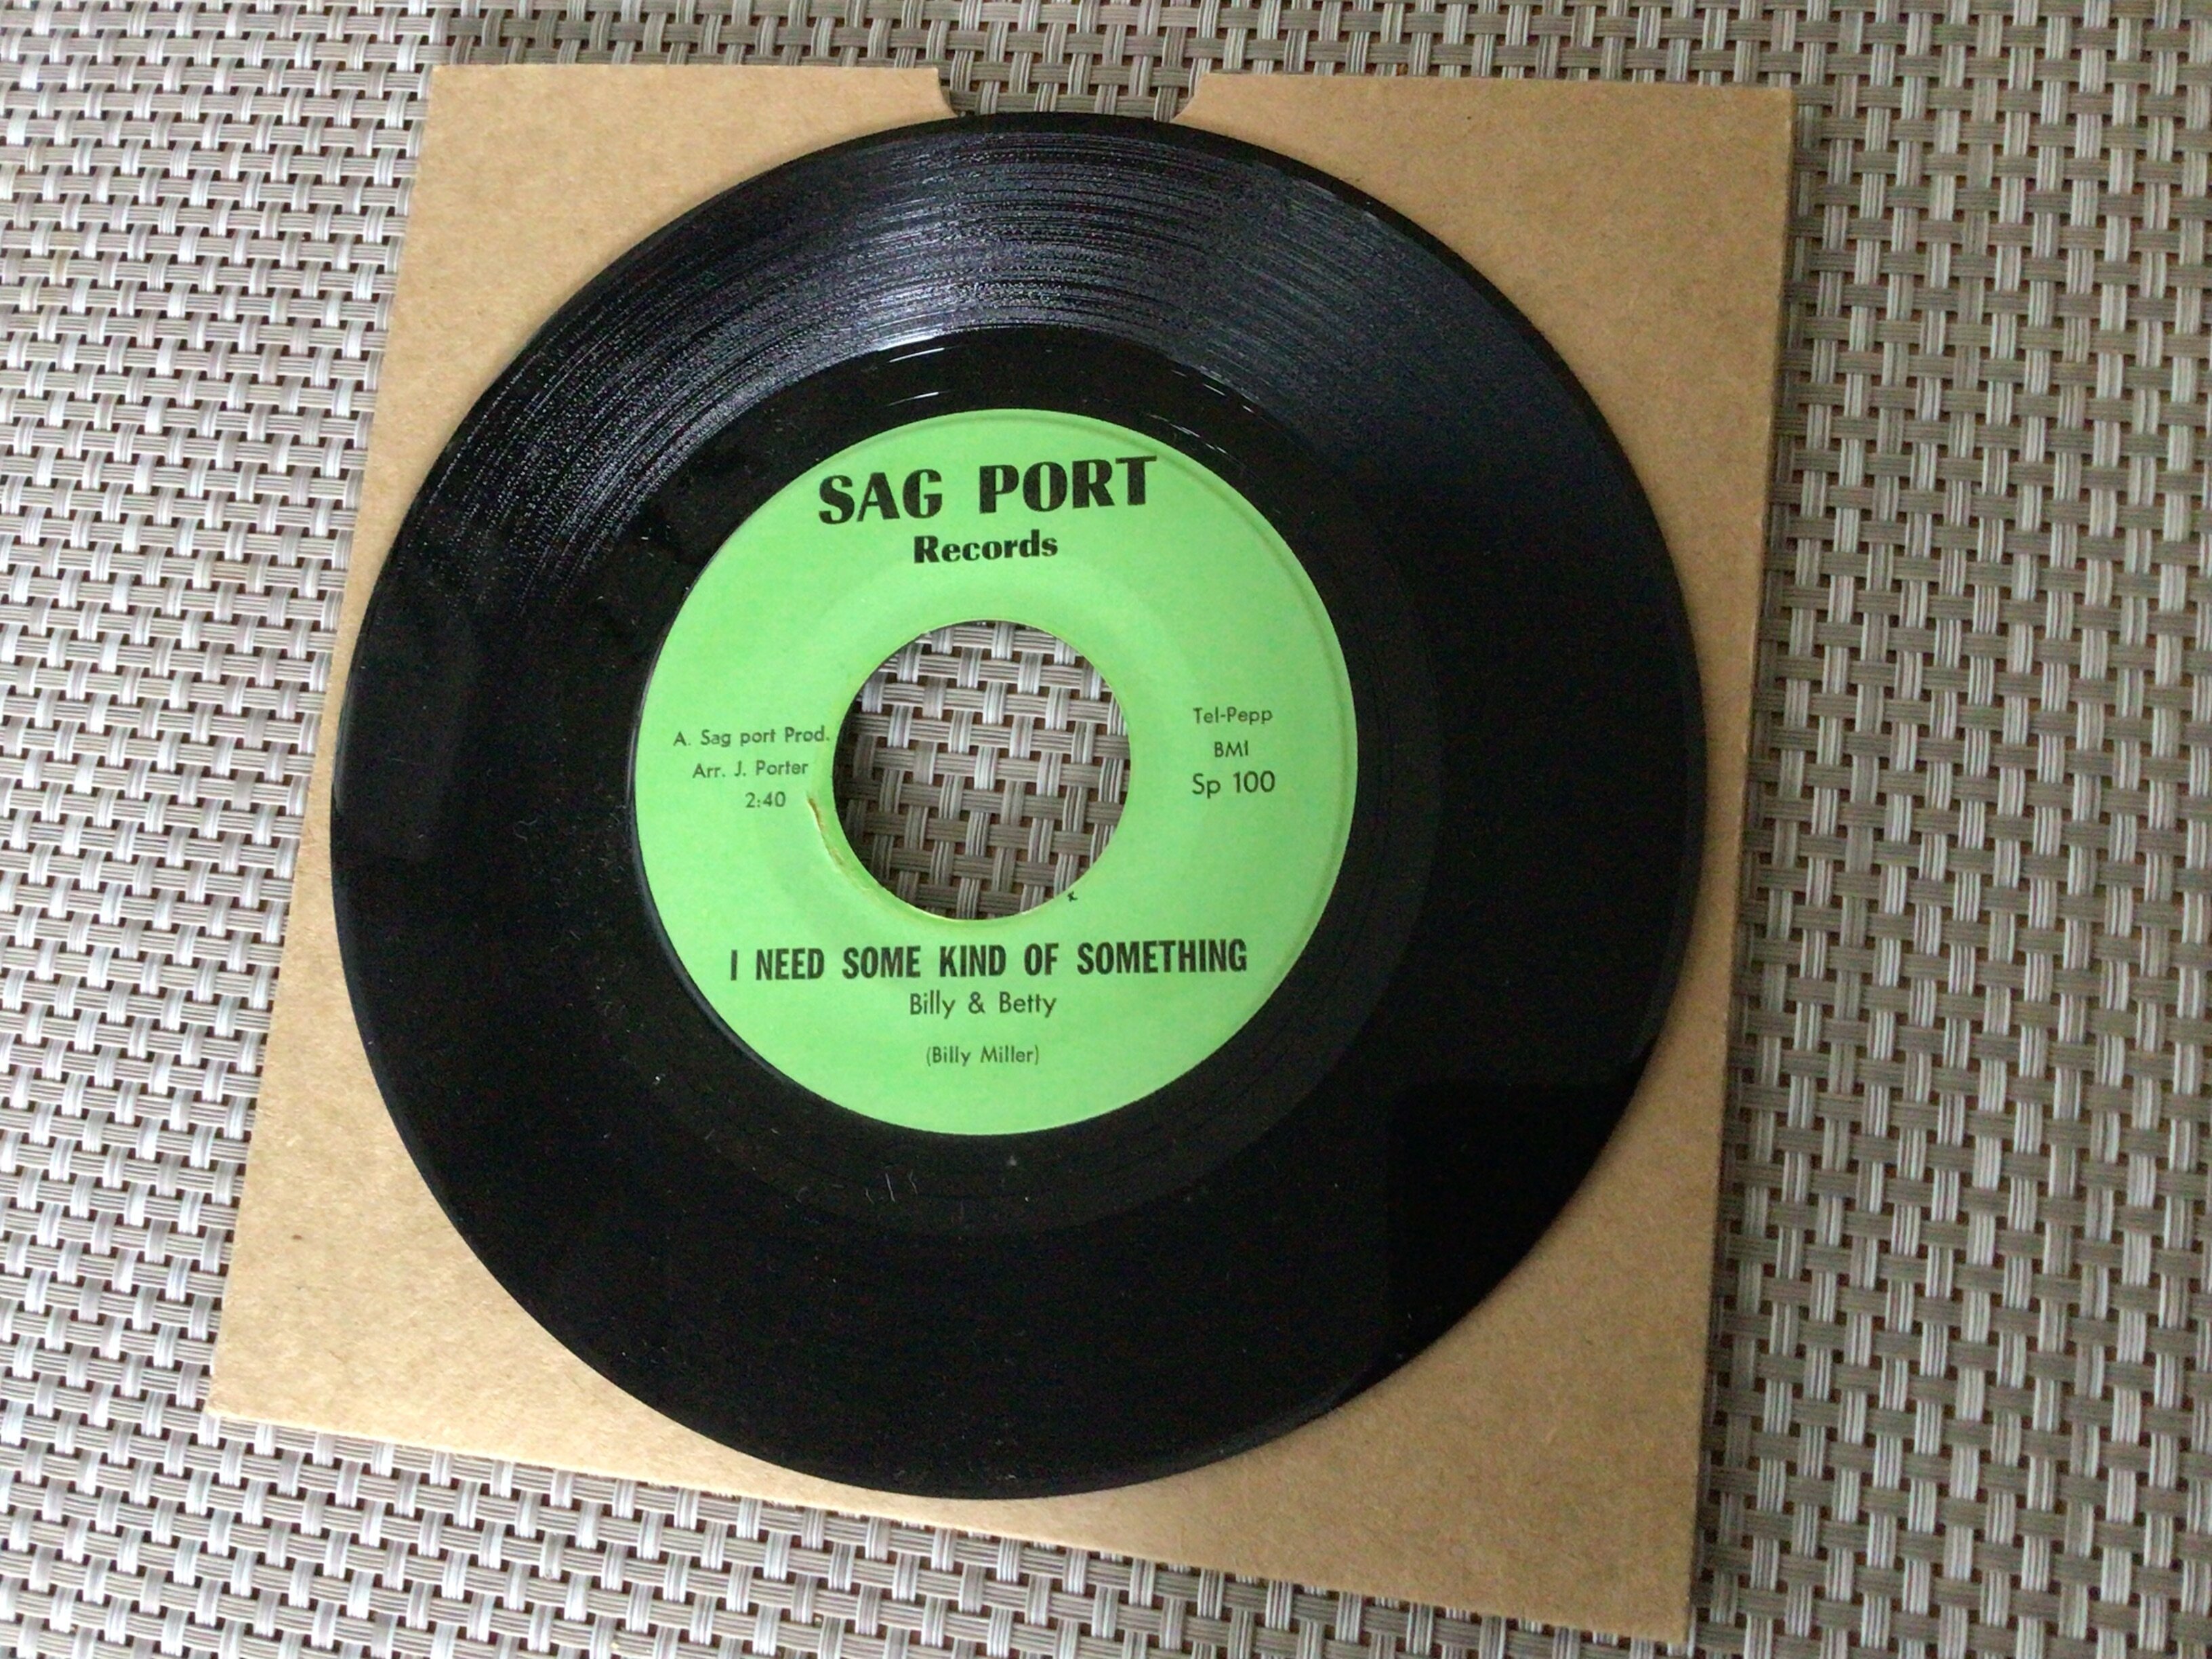 SAG PORT
Records
A. Sag port Prod.
Arr. J. Porter
2:40
Tel-Pepp
BMI
Sp 100
I NEED SOME KIND OF SOMETHING
Billy & Betty
(Billy Miller)